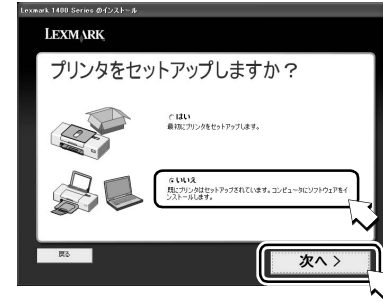 Lexmark 1400 Series のインストール
LEXMARK
プリンタをセットアップしますか？
はい
最初にプリンタをセットアップします。
いいえ
既にプリンタはセットアップされています。コンピュータにソフトウェアをイ
ンストールします。
戻る
次へ >